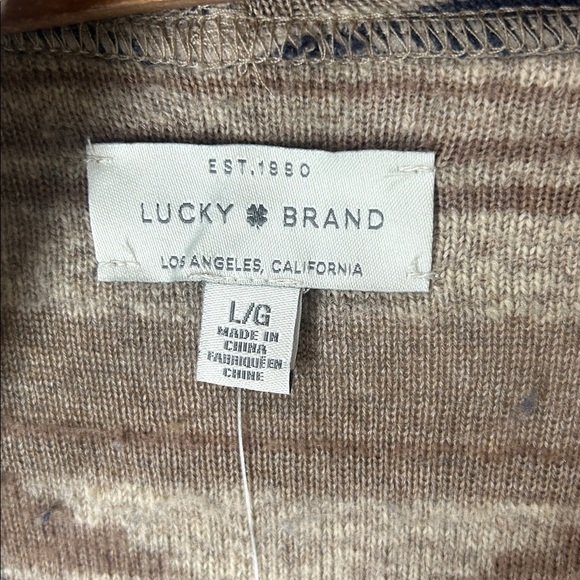 EST.1990
LUCKY BRAND
LOS ANGELES, CALIFORNIA
L/G
MADE IN
CHINA
FABRIQUÉ EN
CHINE